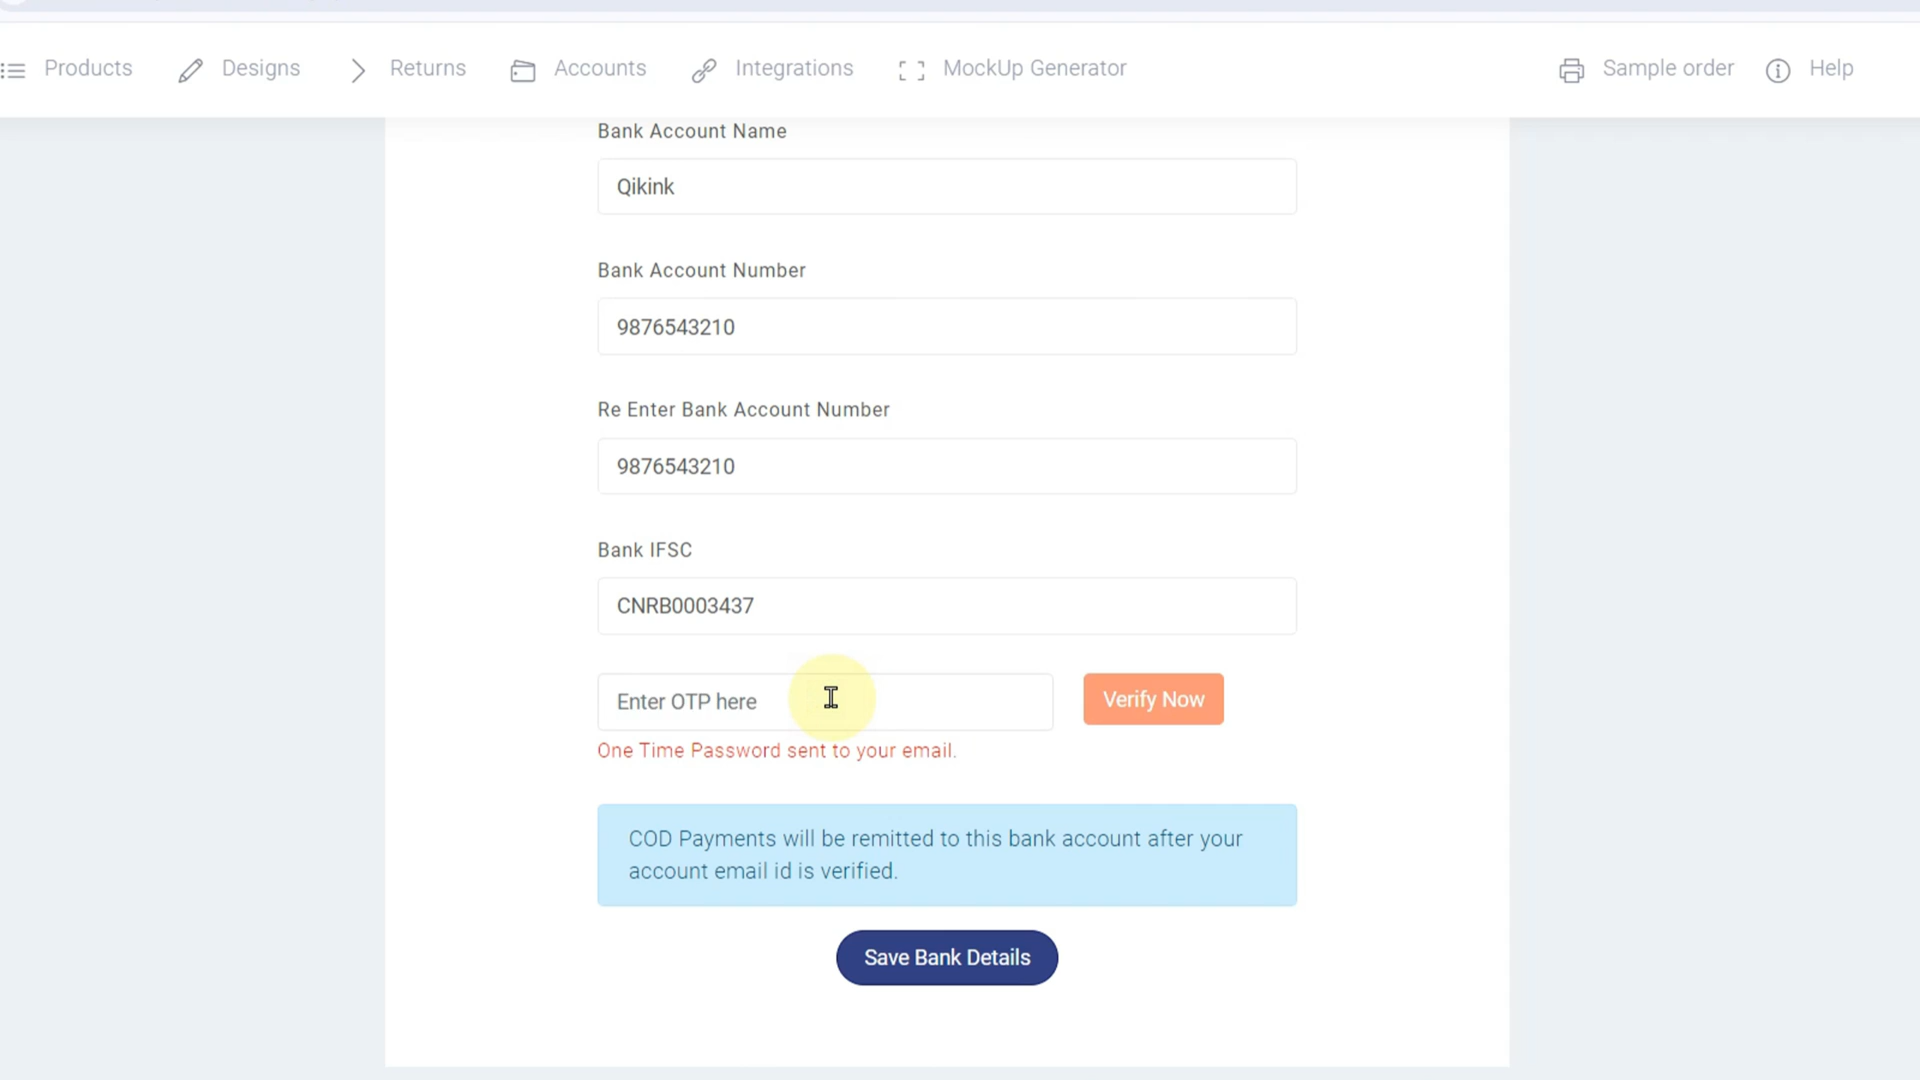 Products Designs Returns Accounts Integrations MockUp Generator Sample order Help
Bank Account Name
Qikink
Bank Account Number
9876543210
Re Enter Bank Account Number
9876543210
Bank IFSC
CNRB0003437
Enter OTP here Verify Now
One Time Password sent to your email.
COD Payments will be remitted to this bank account after your
account email id is verified.
Save Bank Details